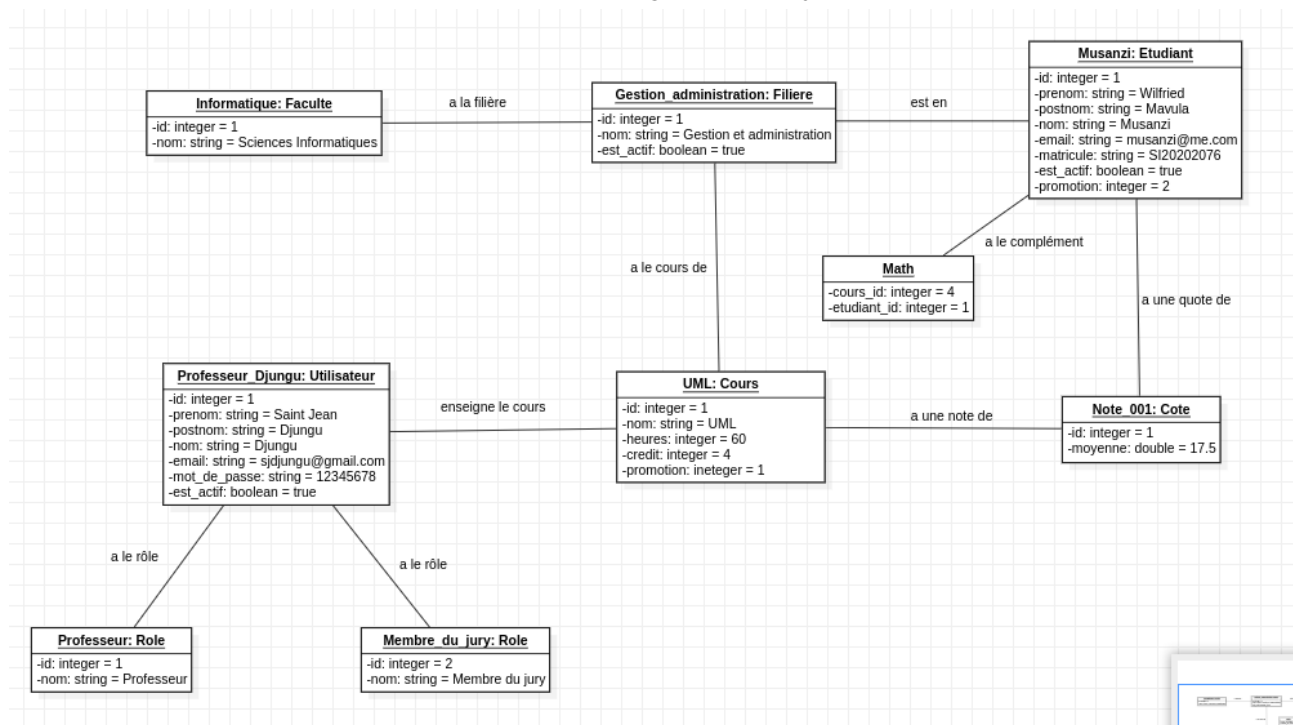 Informatique: Faculte
-id: integer = 1
-nom: string = Sciences Informatiques
a la filière
Gestion_administration: Filiere
-id: integer = 1
-nom: string = Gestion et administration
-est_actif: boolean = true
est en
Musanzi: Etudiant
-id: integer = 1
-prenom: string = Wilfried
-postnom: string = Mavula
-nom: string = Musanzi
-email: string = musanzi@me.com
-matricule: string = SI20202076
-est_actif: boolean = true
-promotion: integer = 2
a le complément
Math
-cours_id: integer = 4
-etudiant_id: integer = 1
a le cours de
a une quote de
Professeur_Djungu: Utilisateur
-id: integer = 1
-prenom: string = Saint Jean
-postnom: string = Djungu
-nom: string = Djungu
-email: string = sjdjungu@gmail.com
-mot_de_passe: string = 12345678
-est_actif: boolean = true
enseigne le cours
UML: Cours
-id: integer = 1
-nom: string = UML
-heures: integer = 60
-credit: integer = 4
-promotion: ineteger = 1
a une note de
Note_001: Cote
-id: integer = 1
-moyenne: double = 17.5
a le rôle
a le rôle
Professeur: Role
-id: integer = 1
-nom: string = Professeur
Membre_du_jury: Role
-id: integer = 2
-nom: string = Membre du jury